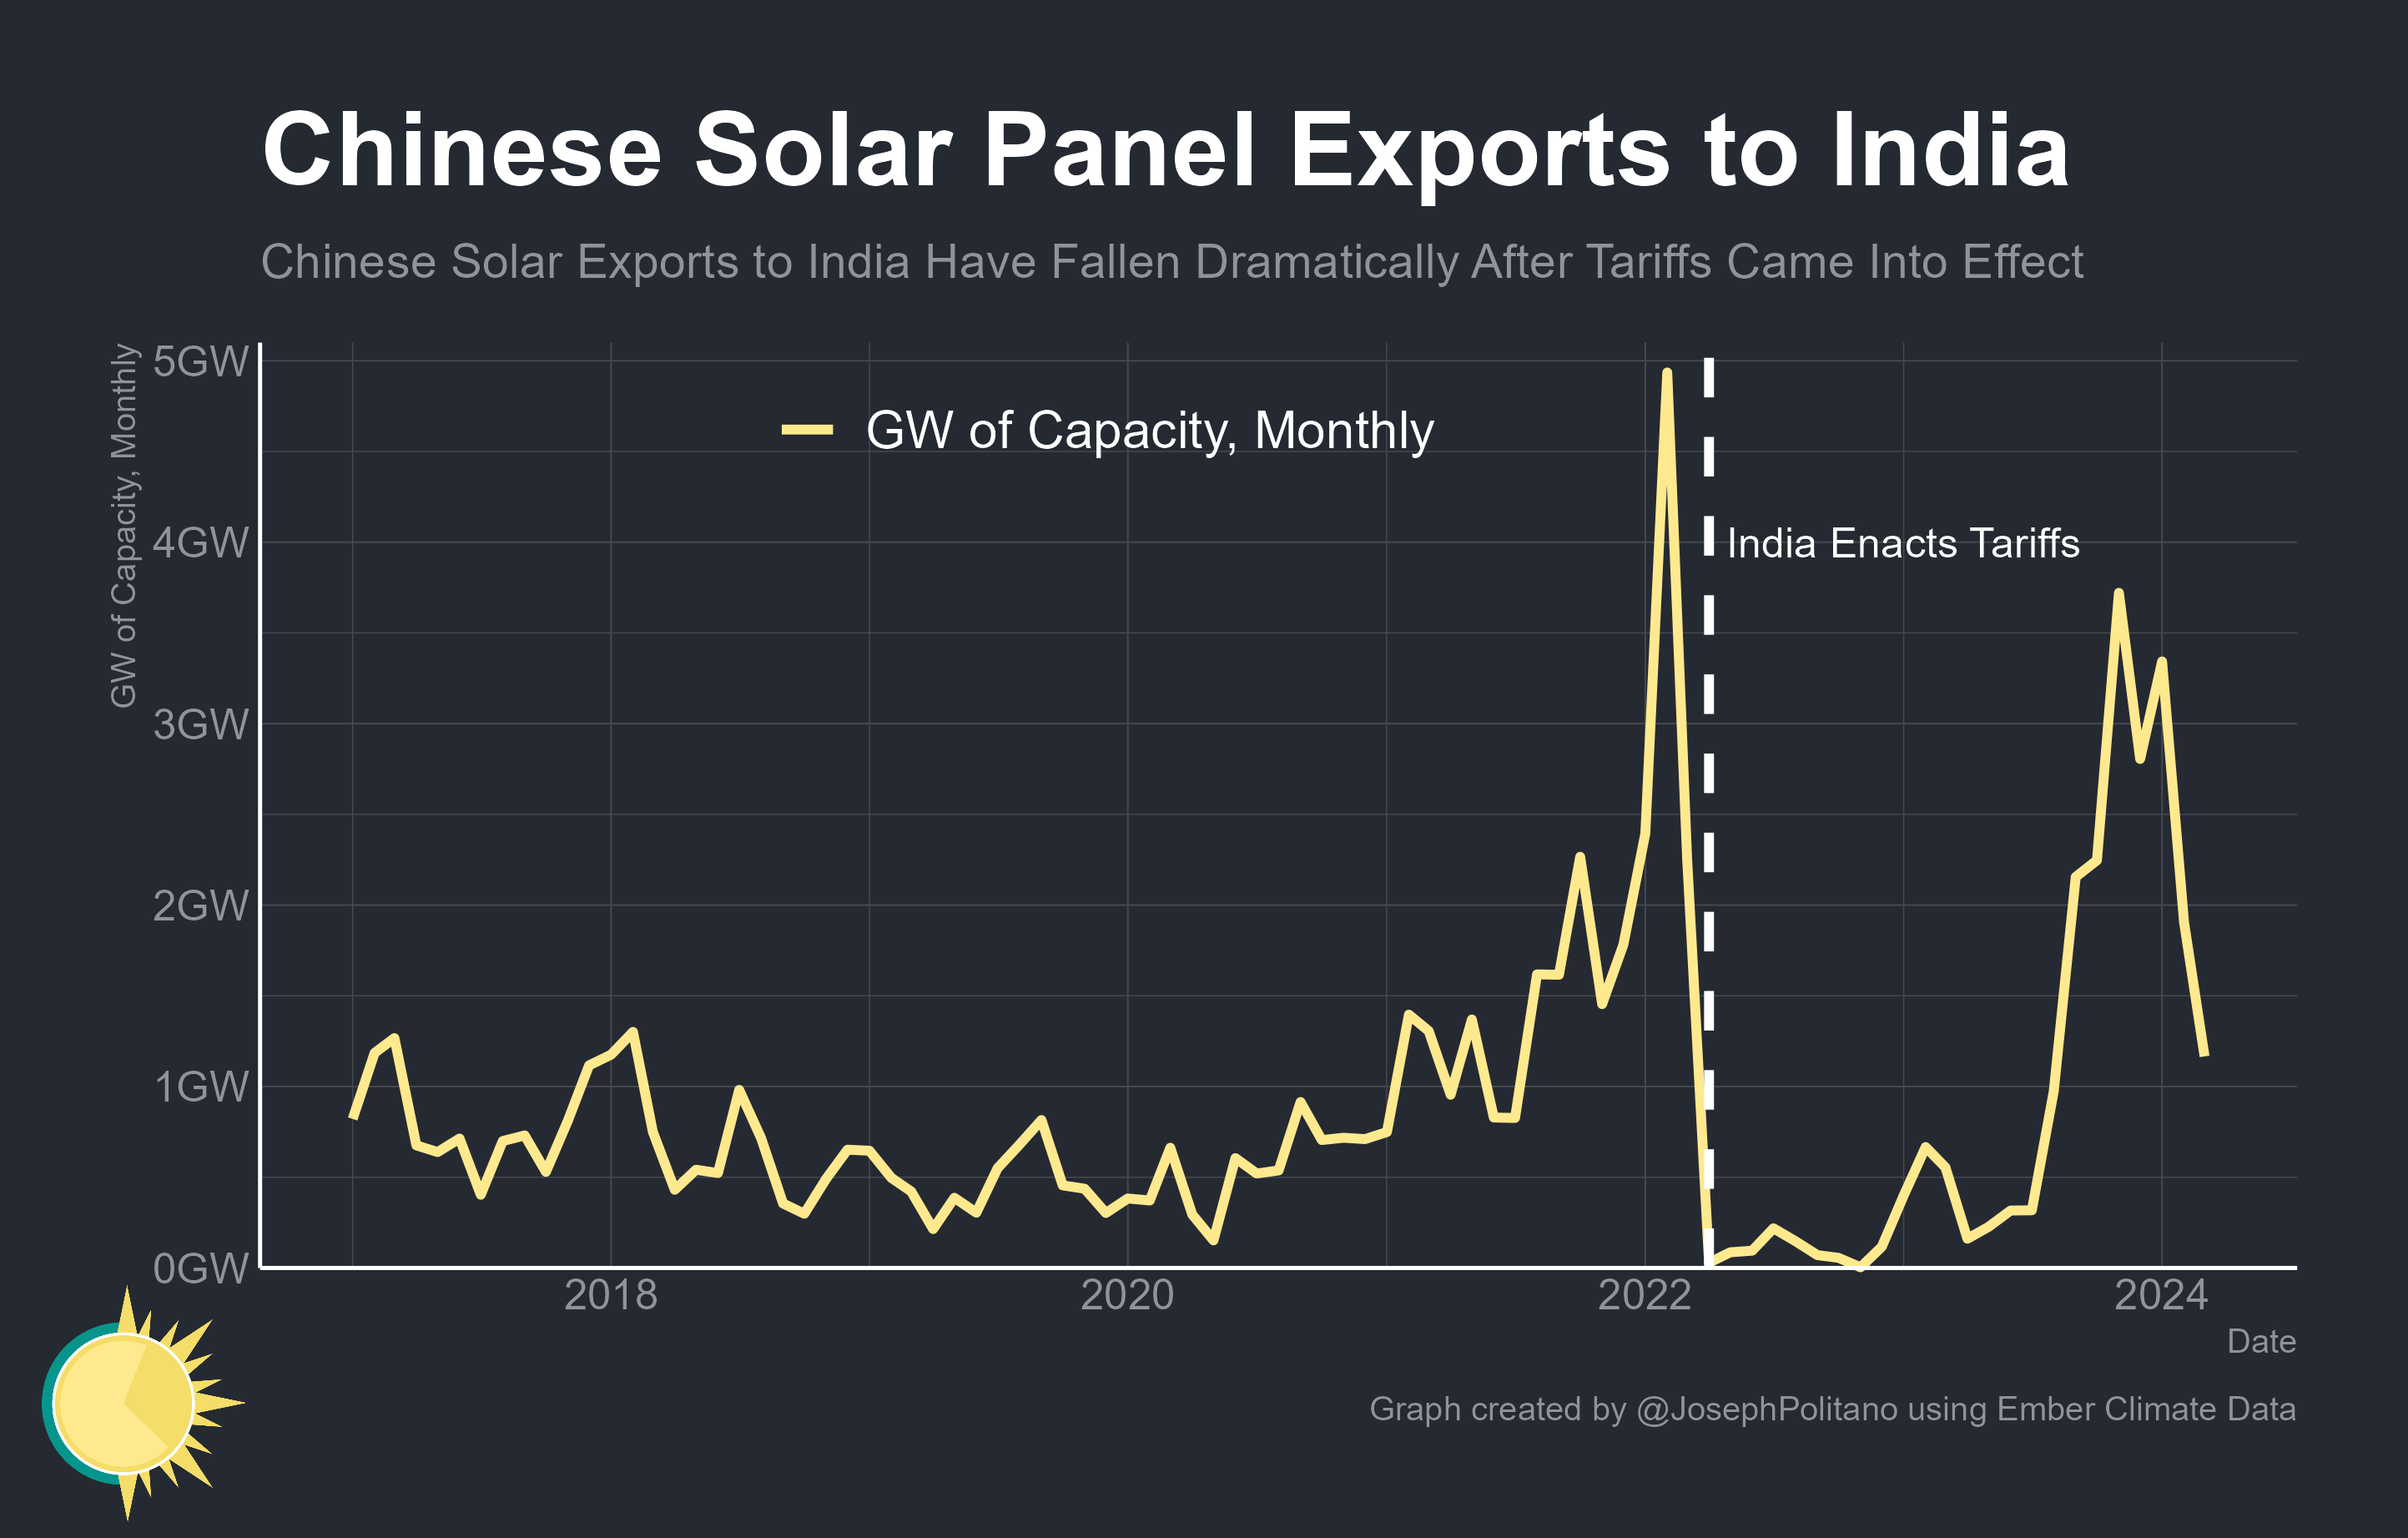 Chinese Solar Panel Exports to India
Chinese Solar Exports to India Have Fallen Dramatically After Tariffs Came Into Effect
GW of Capacity, Monthly
5GW
4GW
3GW
2GW
1GW
0GW
GW of Capacity, Monthly
India Enacts Tariffs
2018
2020
2022
2024
Date
Graph created by @JosephPolitano using Ember Climate Data